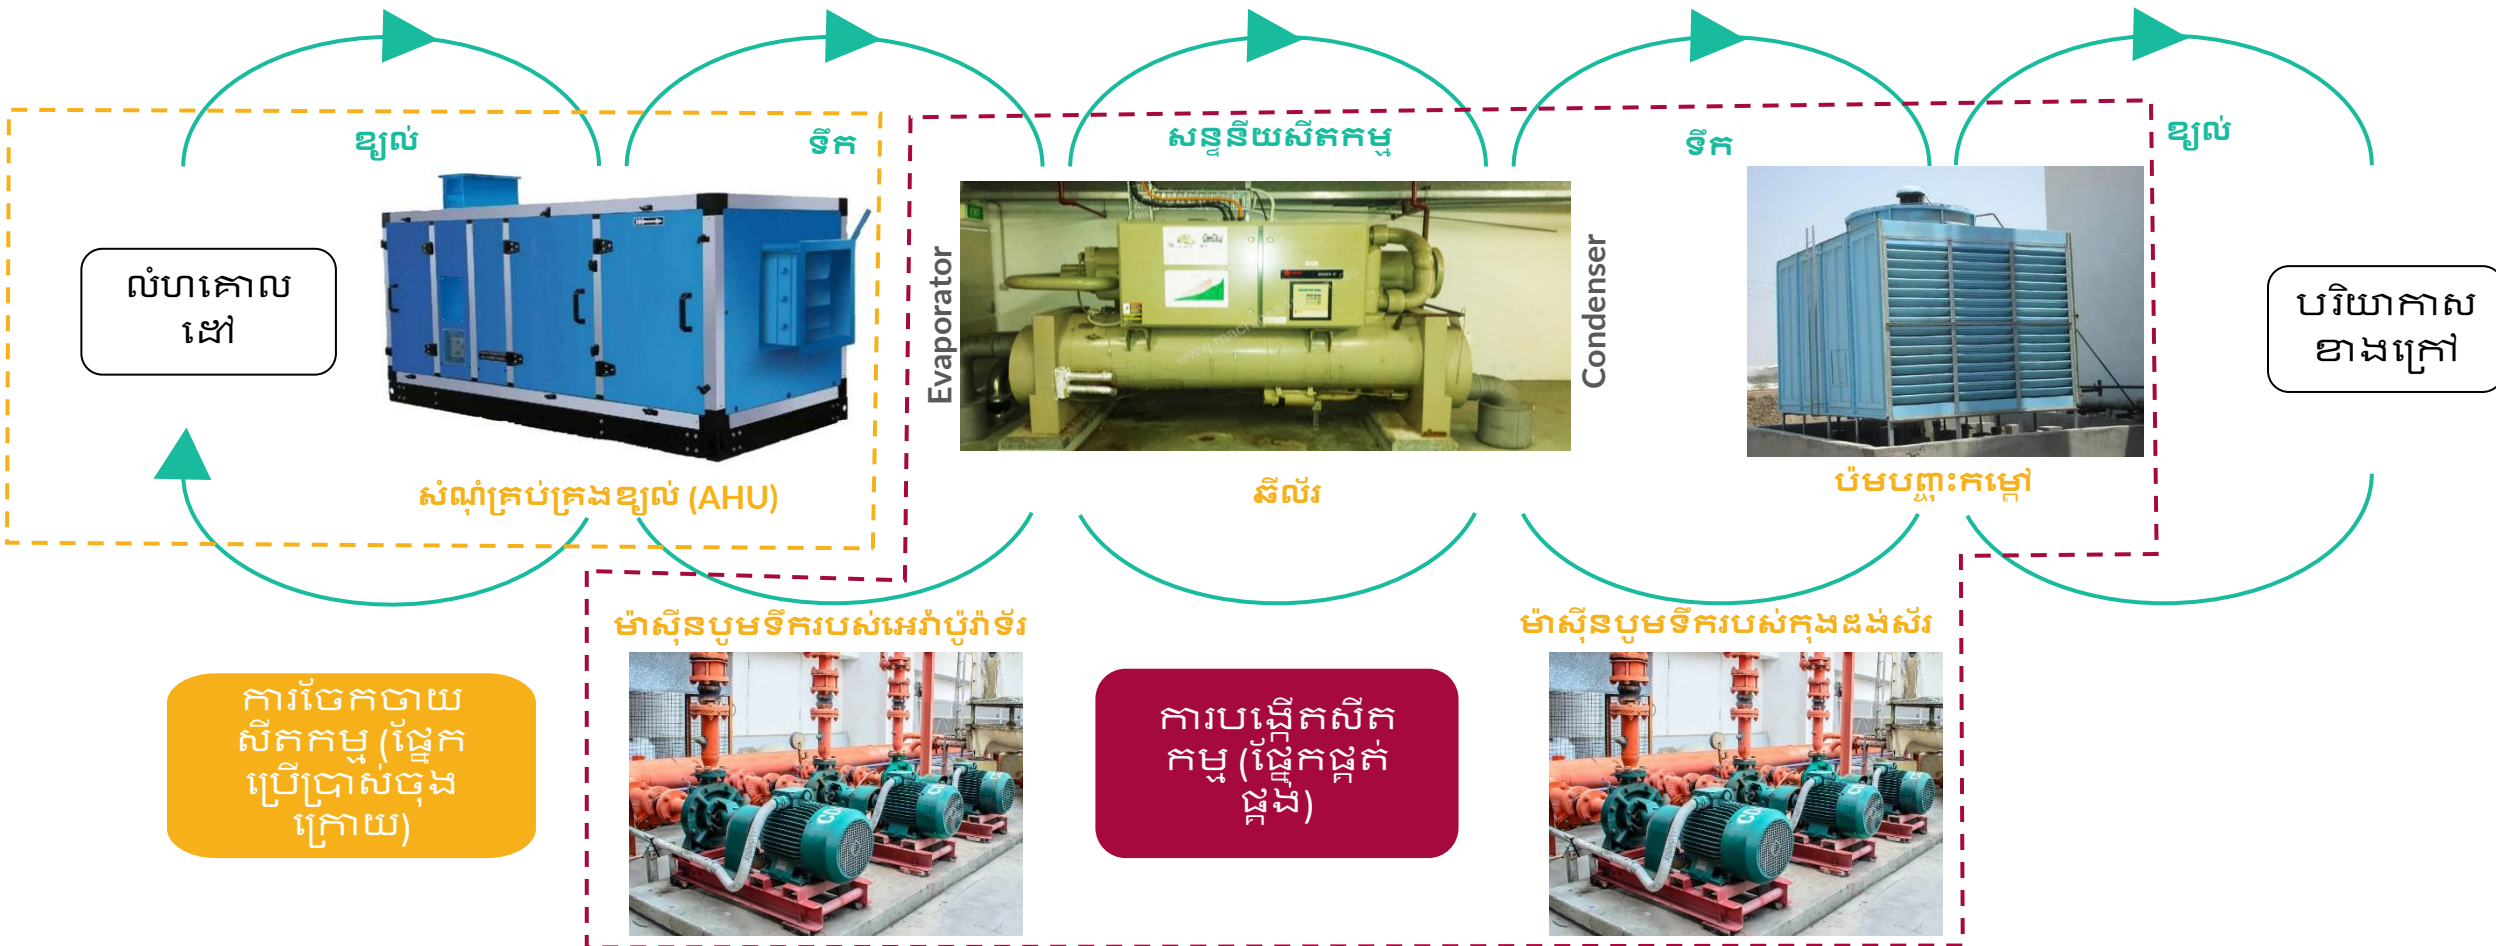 ខ្យល់
ទឹក
សន្ទនីយសីតកម្ម
ទឹក
ខ្យល់
លំហគោល
ដៅ
Evaporator
Condenser
បរិយាកាស
ខាងក្រៅ
សំណុំគ្រប់គ្រងខ្យល់ (AHU)
ឆីល័រ
ប៉មបញ្ចុះកម្ដៅ
ម៉ាស៊ីនបូមទឹករបស់អេវ៉ាប៉ូរ៉ាទ័រ
ម៉ាស៊ីនបូមទឹករបស់កុងដង់ស័រ
ការចែកចាយ
សីតកម្ម (ផ្នែក
ប្រើប្រាស់ចុង
ក្រោយ)
ការបង្កើតសីត
កម្ម (ផ្នែកផ្គត់
ផ្គង់)